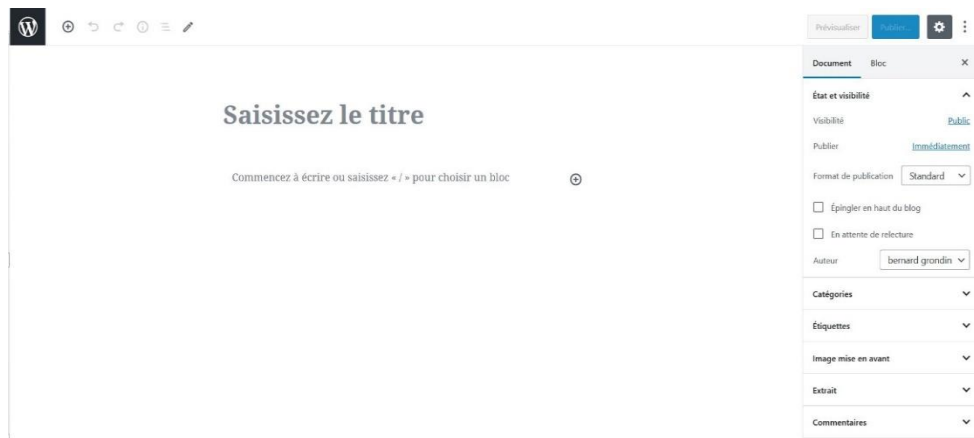 Prévisualiser Publier...
Document Bloc
État et visibilité
Visibilité Public
Publier Immédiatement
Format de publication Standard
Épingler en haut du blog
En attente de relecture
Auteur bernard grondin
Catégories
Étiquettes
Image mise en avant
Extrait
Commentaires
Saisissez le titre
Commencez à écrire ou saisissez « / » pour choisir un bloc